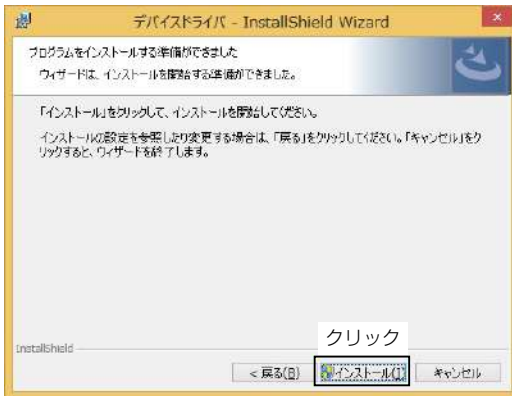 デバイスドライバ - InstallShield Wizard
プログラムをインストールする準備ができました
ウィザードは、インストールを開始する準備ができました。
「インストール」をクリックして、インストールを開始してください。
インストールの設定を参照したり変更する場合は、「戻る」をクリックしてください。「キャンセル」をク
リックすると、ウィザードを終了します。
クリック
InstallShield
< 戻る(B) インストール(I) キャンセル